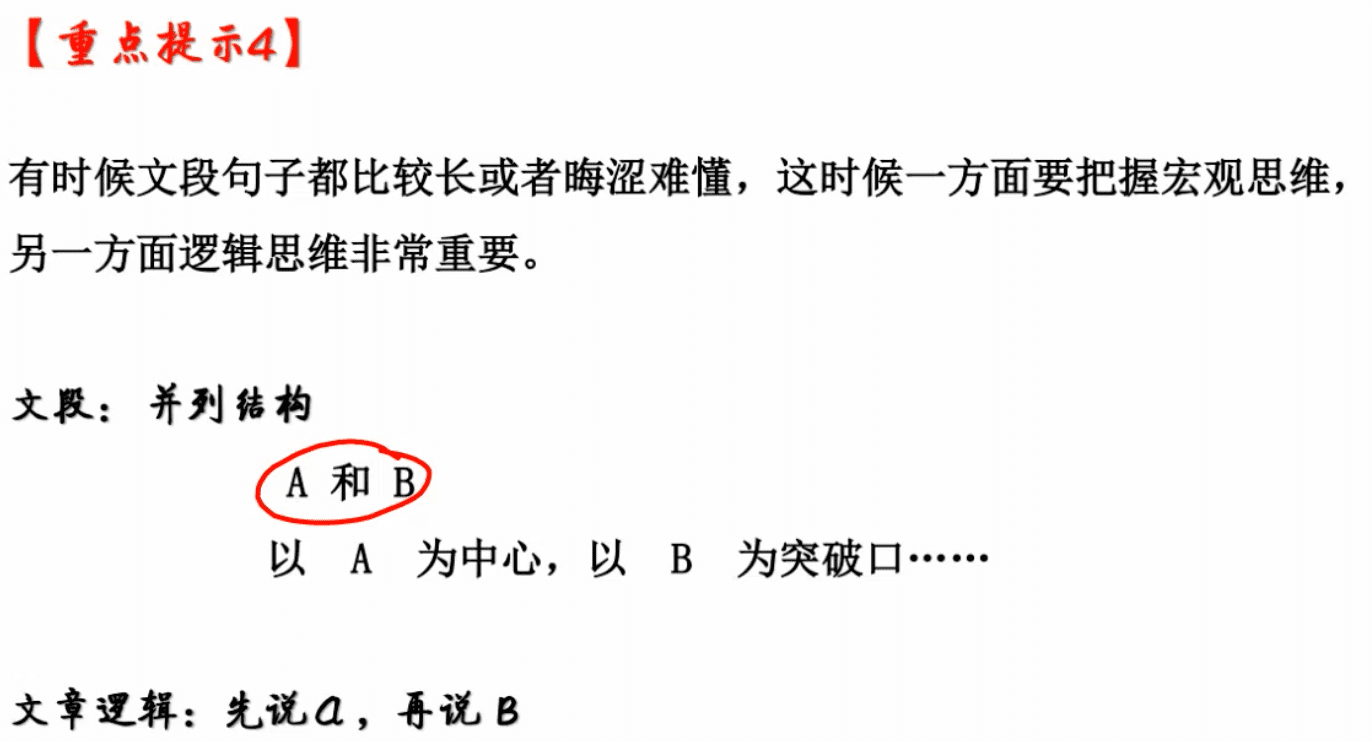 【重点提示4】
有时候文段句子都比较长或者晦涩难懂，这时候一方面要把握宏观思维，
另一方面逻辑思维非常重要。
文段：并列结构
A 和 B
以 A 为中心，以 B 为突破口……
文章逻辑：先说a，再说B